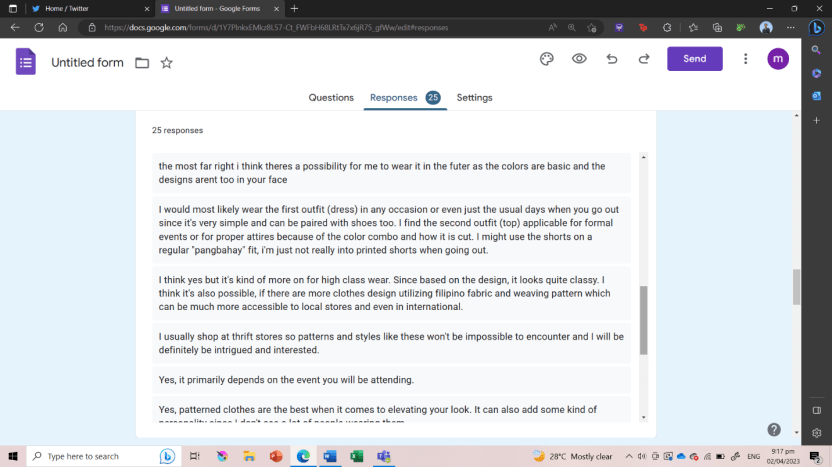 Home / Twitter
Untitled form - Google Forms
https://docs.google.com/forms/d/1Y7PlnkxEMkz8L57-Ct_FWFbH68LRtTx7x6jR75_gfWw/edit#responses
Untitled form
Send
m
Questions
Responses 25
Settings
25 responses
the most far right i think theres a possibility for me to wear it in the futer as the colors are basic and the
designs arent too in your face
I would most likely wear the first outfit (dress) in any occasion or even just the usual days when you go out
since it's very simple and can be paired with shoes too. I find the second outfit (top) applicable for formal
events or for proper attires because of the color combo and how it is cut. I might use the shorts on a
regular "pangbahay" fit, i'm just not really into printed shorts when going out.
I think yes but it's kind of more on for high class wear. Since based on the design, it looks quite classy. I
think it's also possible, if there are more clothes design utilizing filipino fabric and weaving pattern which
can be much more accessible to local stores and even in international.
I usually shop at thrift stores so patterns and styles like these won't be impossible to encounter and I will be
definitely be intrigued and interested.
Yes, it primarily depends on the event you will be attending.
Yes, patterned clothes are the best when it comes to elevating your look. It can also add some kind of
personality since I don't see a lot of people wearing them
Type here to search
28°C Mostly clear
ENG
9:17 pm
02/04/2023
2